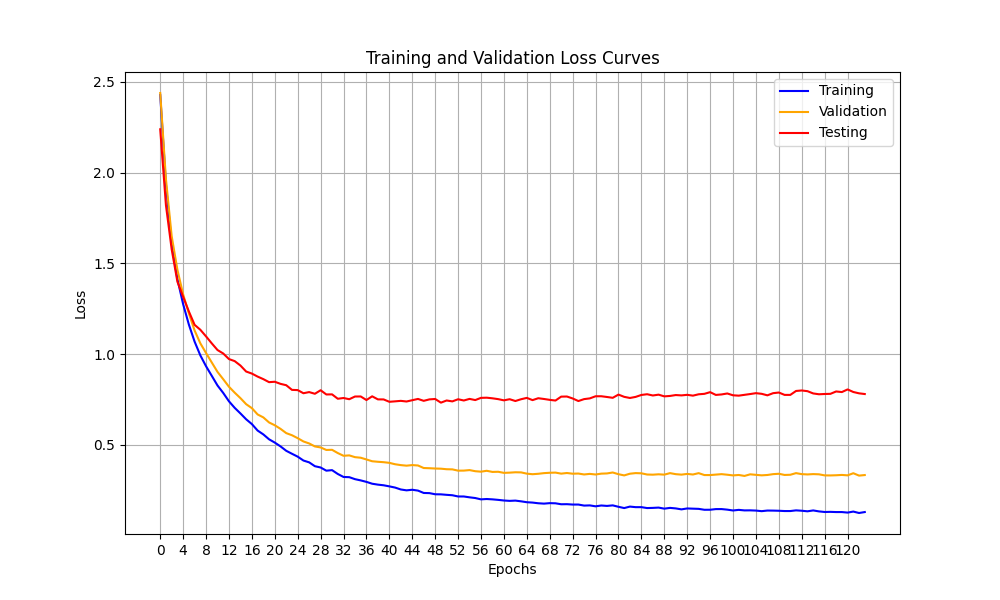 Training and Validation Loss Curves
Training
Validation
Testing
2.5
2.0
1.5
1.0
0.5
Loss
0 4 8 12 16 20 24 28 32 36 40 44 48 52 56 60 64 68 72 76 80 84 88 92 96 100 104 108 112 116 120
Epochs